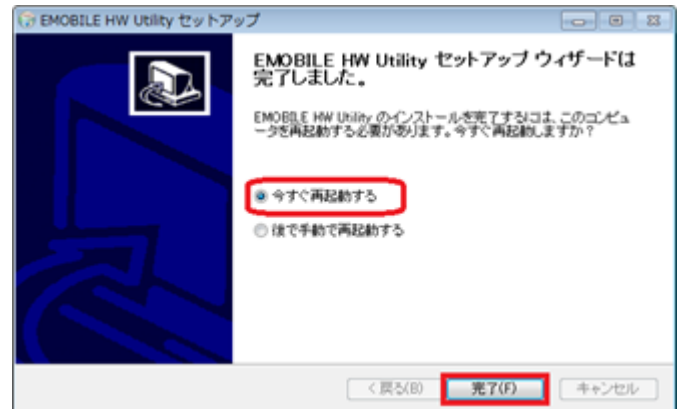 EMOBILE HW Utility セットアップ
EMOBILE HW Utility セットアップ ウィザードは
完了しました。
EMOBILE HW Utility のインストールを完了するには、このコンピュ
ータを再起動する必要があります。今すぐ再起動しますか？
今すぐ再起動する
後で手動で再起動する
< 戻る(B)
完了(F)
キャンセル